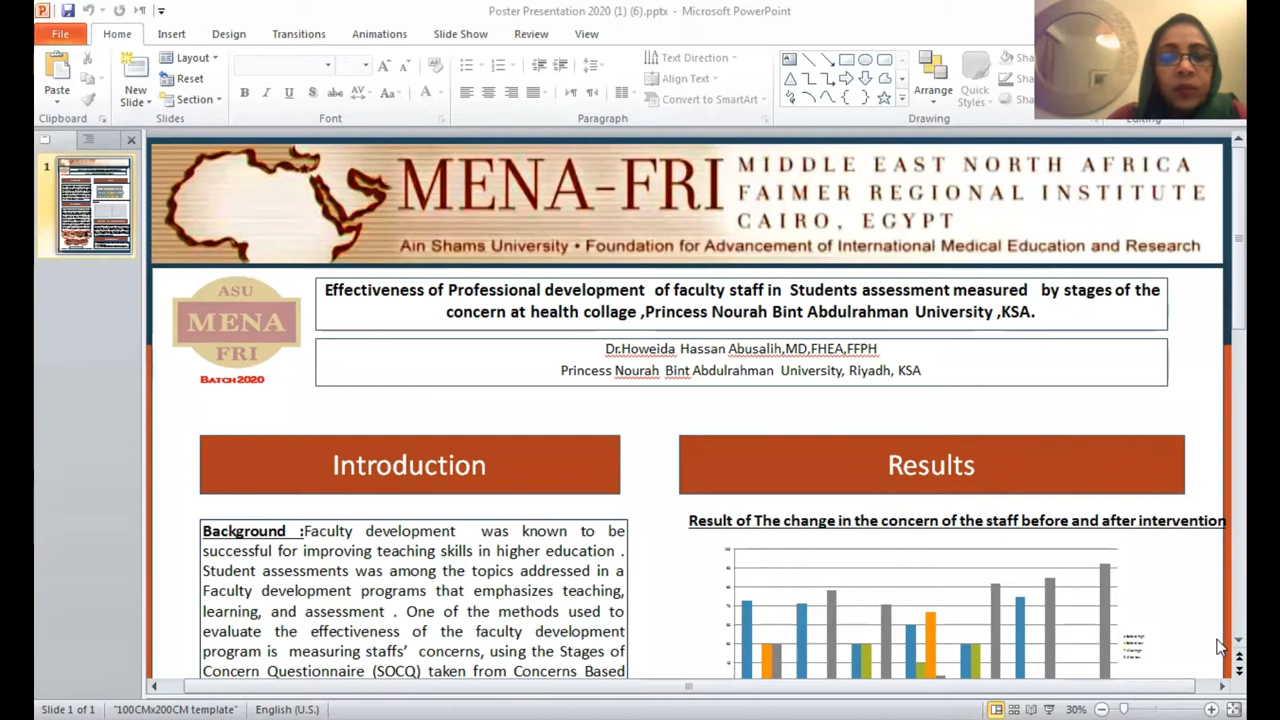 Poster Presentation 2020 (1) (6).pptx - Microsoft PowerPoint
File Home Insert Design Transitions Animations Slide Show Review View
Paste
Clipboard
New
Slide
Layout
Reset
Section
Slides
B I U S abc AV Aa A
Font
Text Direction
Align Text
Convert to SmartArt
Paragraph
Arrange
Quick
Styles
Drawing
Editing
1
MENA-FRI
MIDDLE EAST NORTH AFRICA
FAIMER REGIONAL INSTITUTE
CAIRO, EGYPT
Ain Shams University • Foundation for Advancement of International Medical Education and Research
ASU
MENA
FRI
BATCH 2020
Effectiveness of Professional development of faculty staff in Students assessment measured by stages of the
concern at health collage ,Princess Nourah Bint Abdulrahman University ,KSA.
Dr.Howeida Hassan Abusalih,MD,FHEA,FFPH
Princess Nourah Bint Abdulrahman University, Riyadh, KSA
Introduction
Background :Faculty development was known to be
successful for improving teaching skills in higher education .
Student assessments was among the topics addressed in a
Faculty development programs that emphasizes teaching,
learning, and assessment . One of the methods used to
evaluate the effectiveness of the faculty development
program is measuring staffs' concerns, using the Stages of
Concern Questionnaire (SOCQ) taken from Concerns Based
Results
Result of The change in the concern of the staff before and after intervention
Slide 1 of 1 "100CMx200CM template" English (U.S.) 30%